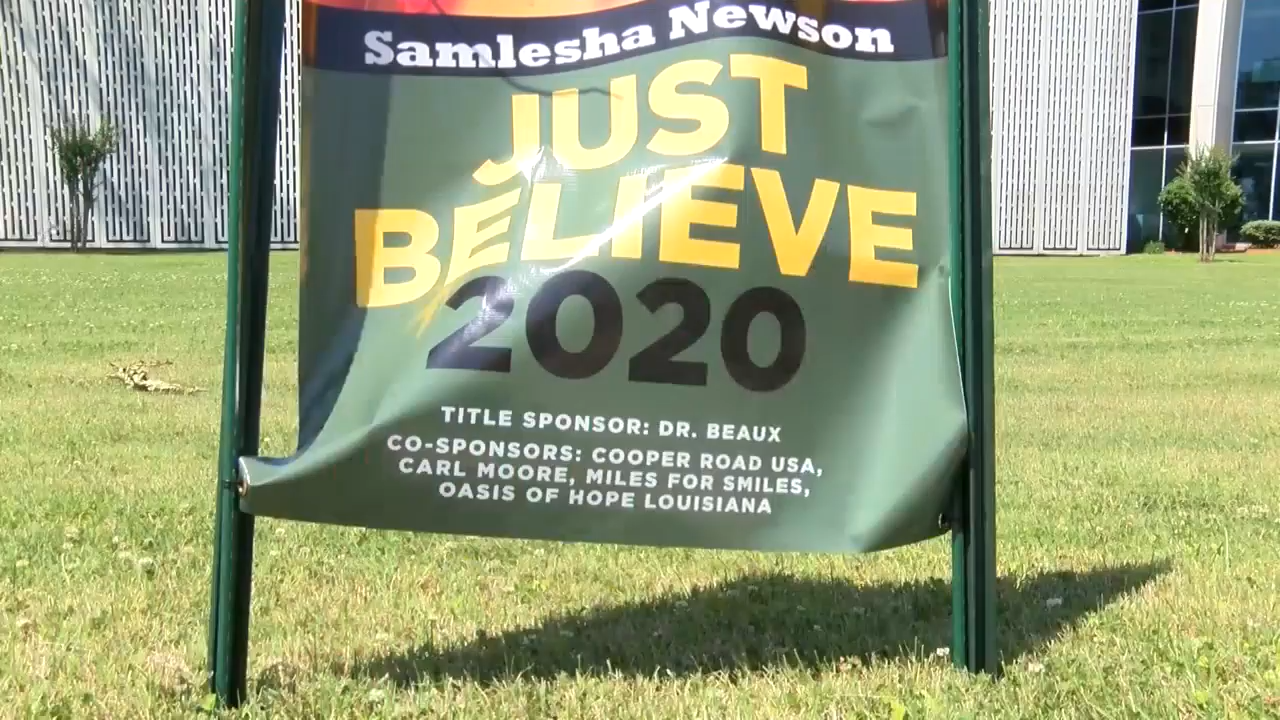 Samlesha Newson
JUST
BELIEVE
2020
TITLE SPONSOR: DR. BEAUX
CO-SPONSORS: COOPER ROAD USA,
CARL MOORE, MILES FOR SMILES,
OASIS OF HOPE LOUISIANA